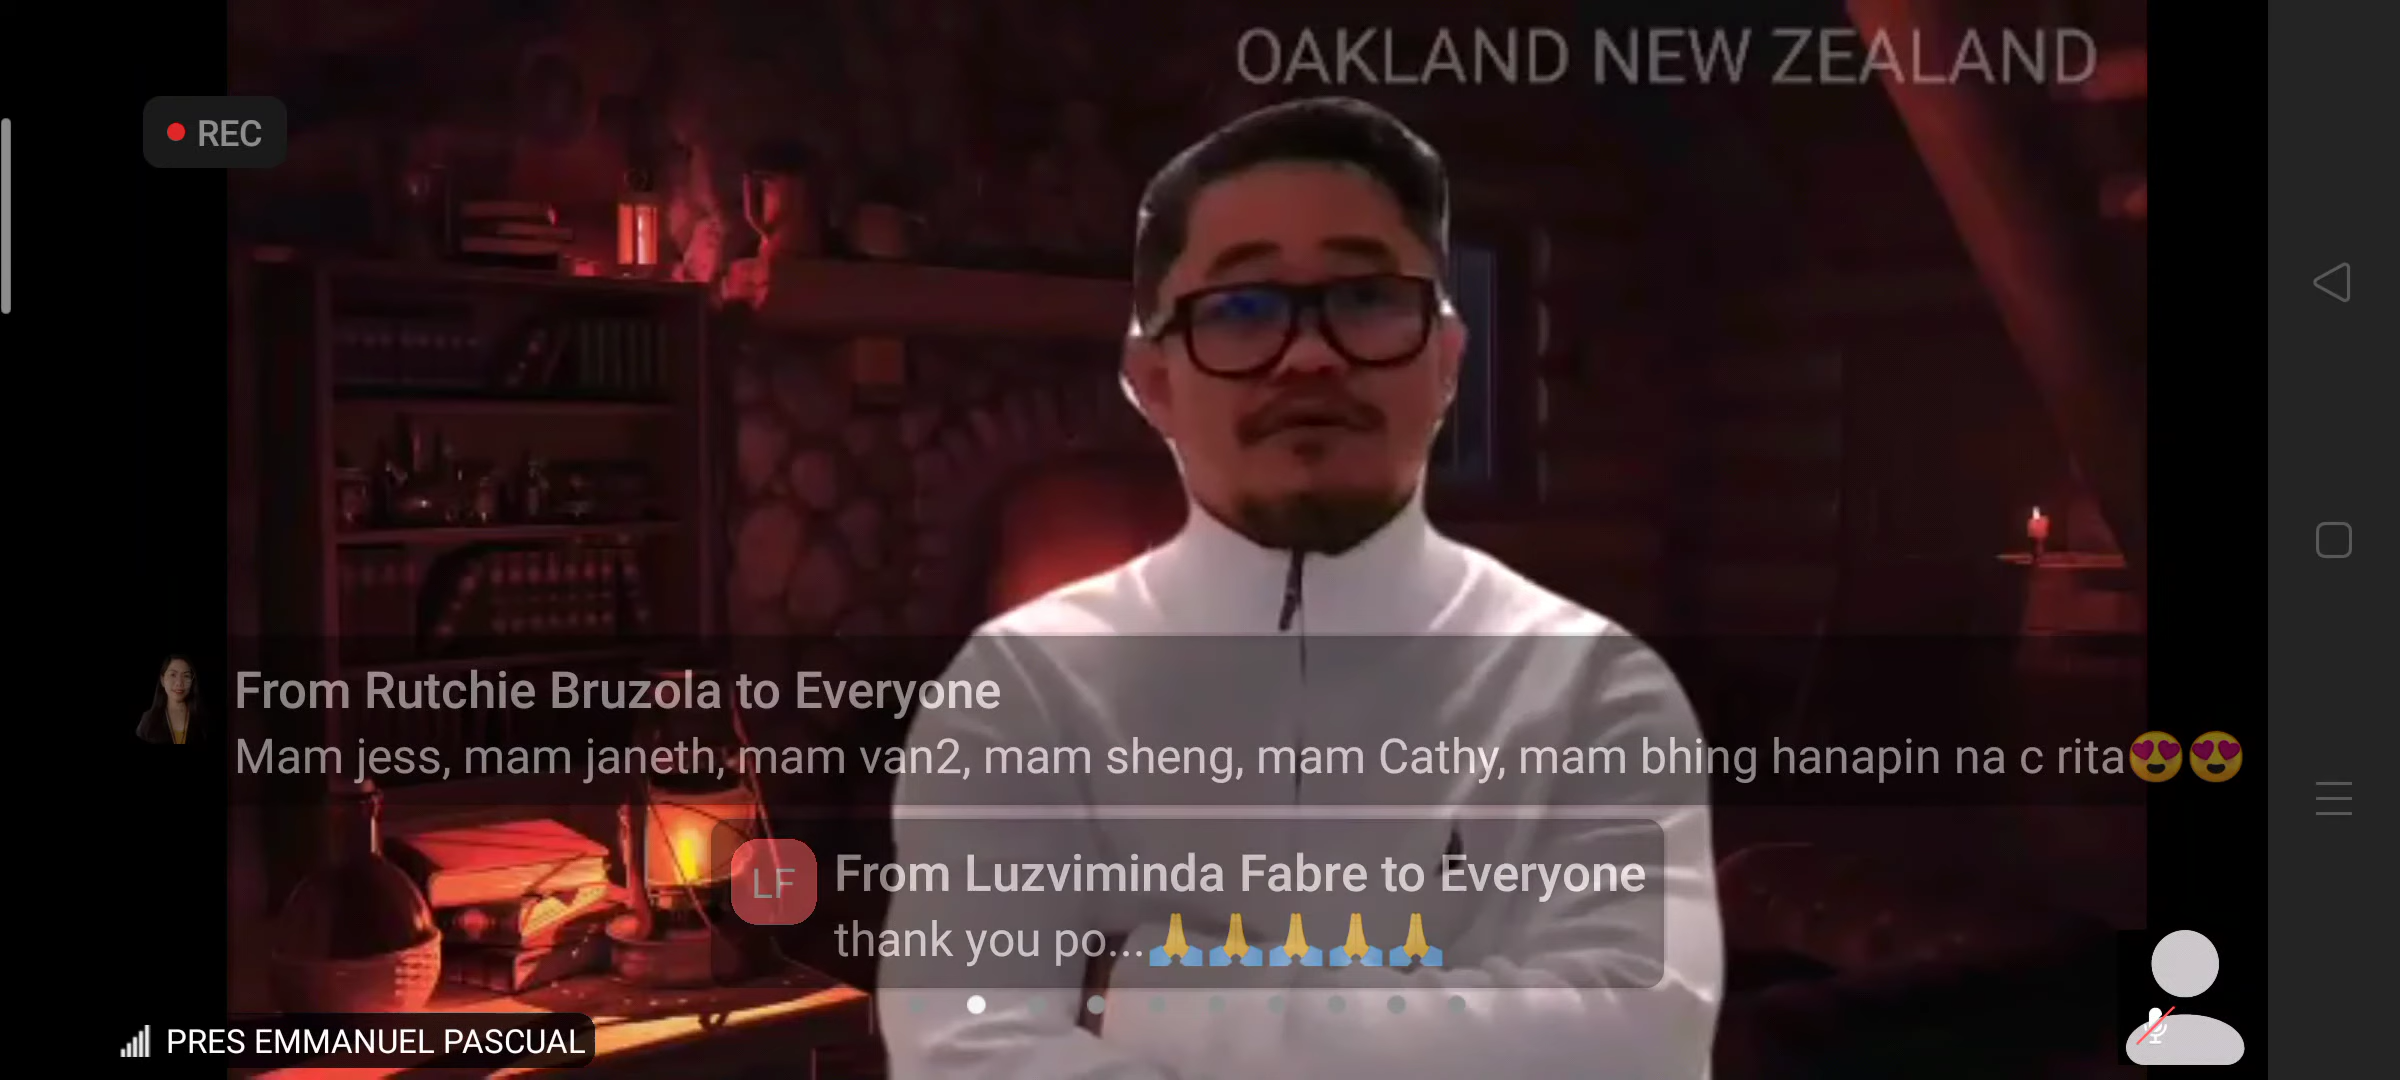 OAKLAND NEW ZEALAND
REC
From Rutchie Bruzola to Everyone
Mam jess, mam janeth, mam van2, mam sheng, mam Cathy, mam bhing hanapin na c rita😍😍
LF
From Luzviminda Fabre to Everyone
thank you po...🙏🙏🙏🙏🙏
PRES EMMANUEL PASCUAL